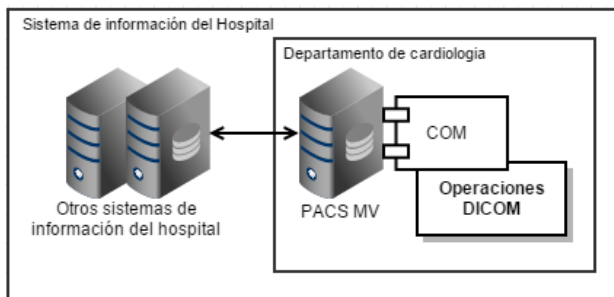 Sistema de información del Hospital
Departamento de cardiologia
COM
Operaciones
DICOM
Otros sistemas de
información del hospital
PACS MV